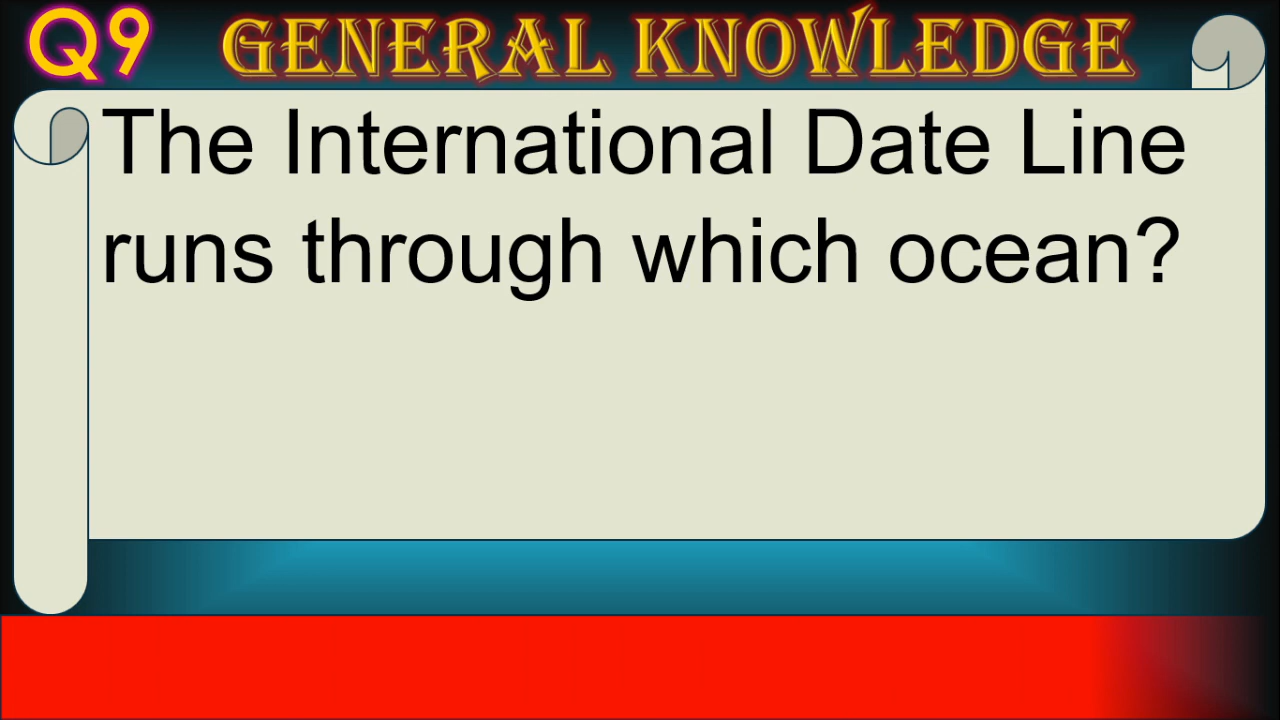 Q9 GENERAL KNOWLEDGE
The International Date Line
runs through which ocean?